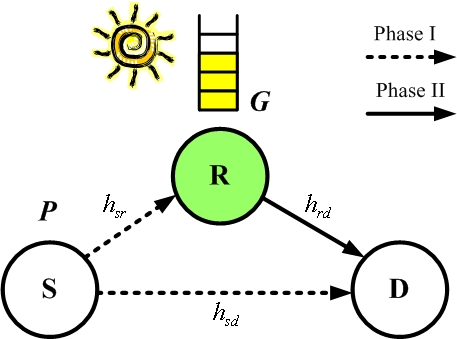 Phase I
Phase II
G
R
P
h_sr
h_rd
S
D
h_sd